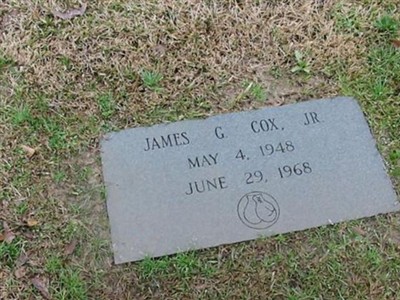 JAMES G. COX, JR
MAY 4, 1948
JUNE 29, 1968